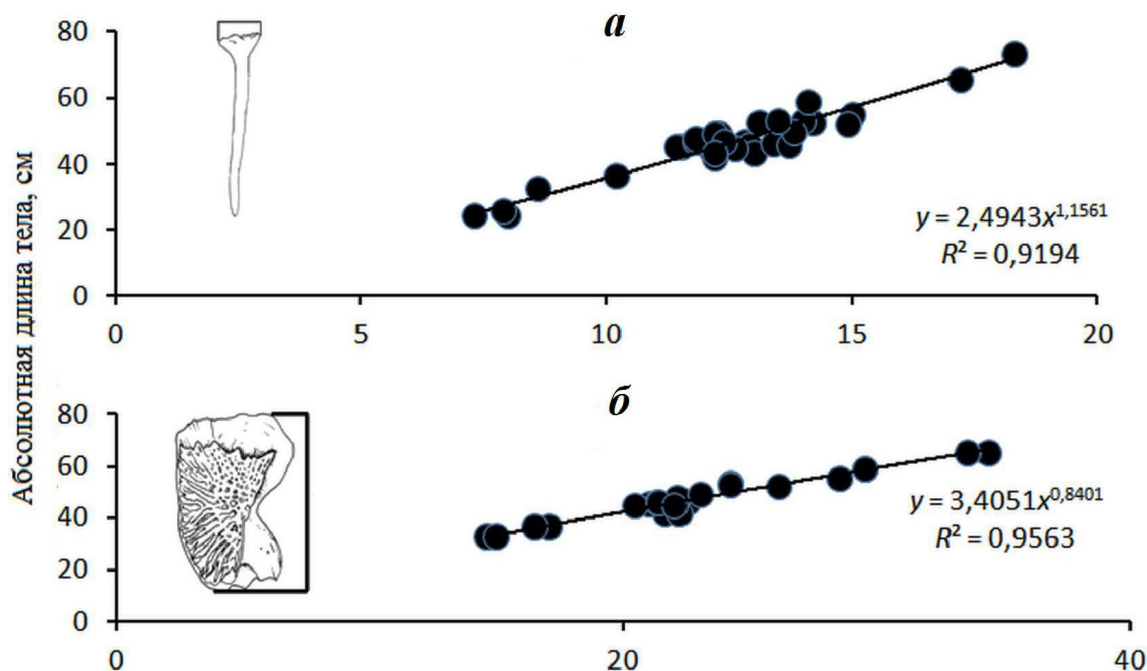 Абсолютная длина тела, см
а
80
60
40
20
0
y = 2,4943x^1,1561
R² = 0,9194
0 5 10 15 20
б
80
60
40
20
0
y = 3,4051x^0,8401
R² = 0,9563
0 20 40